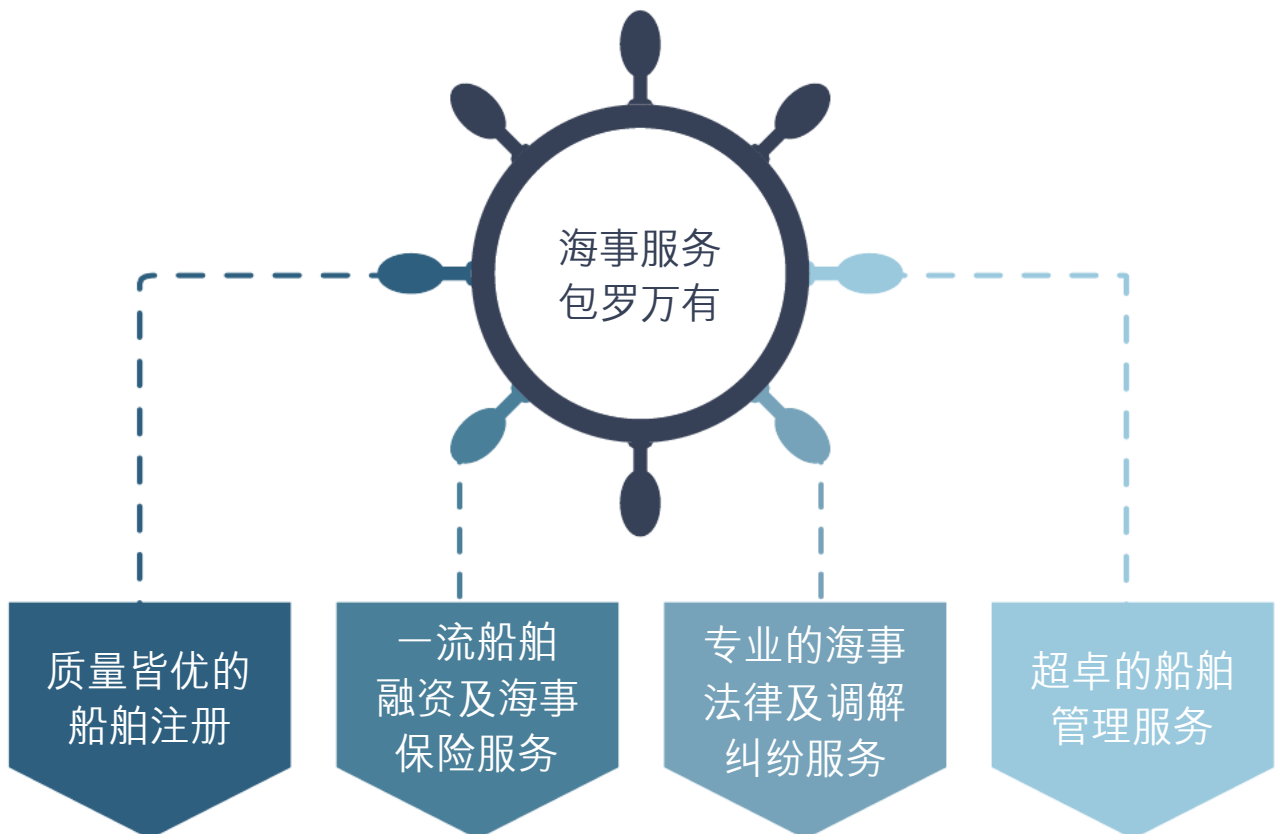 海事服务
包罗万有
质量皆优的
船舶注册
一流船舶
融资及海事
保险服务
专业的海事
法律及调解
纠纷服务
超卓的船舶
管理服务